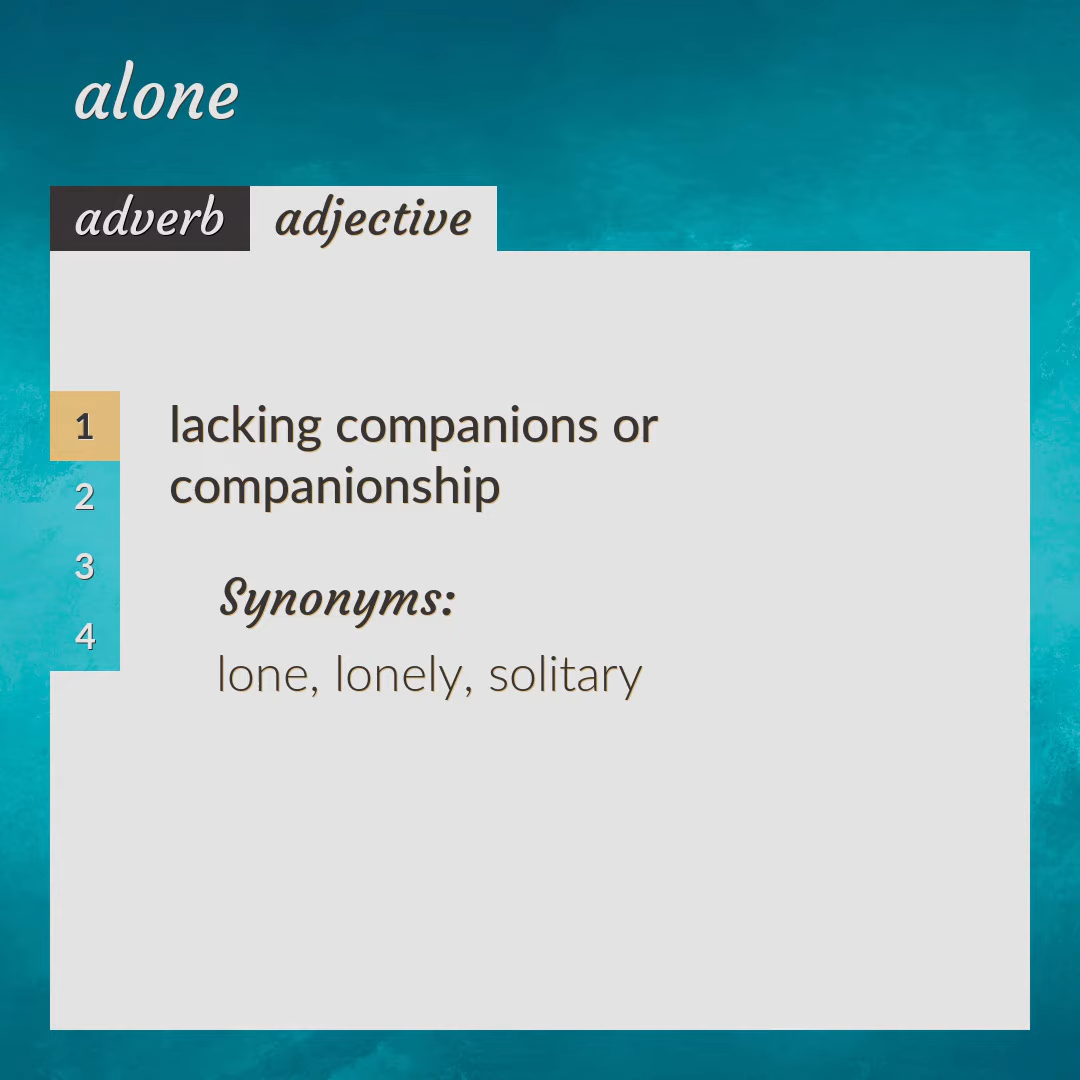 alone
adverb adjective
1 lacking companions or
companionship
2
3
Synonyms:
4
lone, lonely, solitary